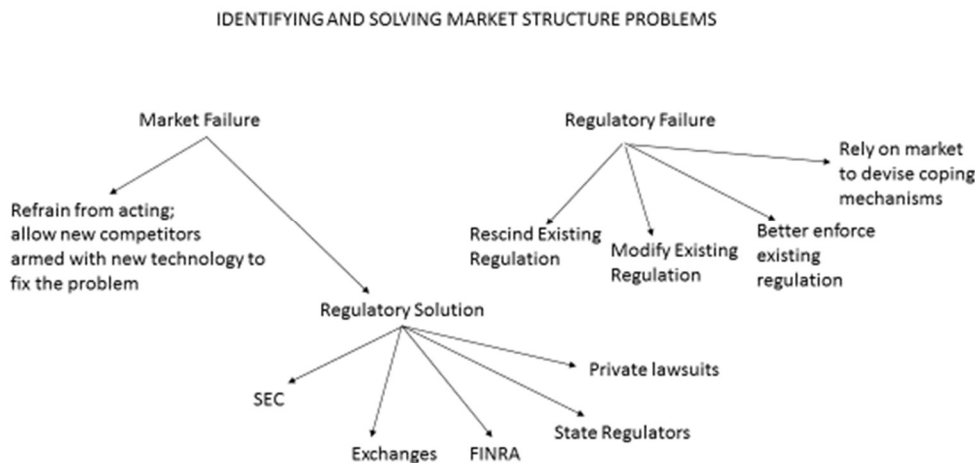 IDENTIFYING AND SOLVING MARKET STRUCTURE PROBLEMS
Market Failure
Regulatory Failure
Rely on market
to devise coping
mechanisms
Refrain from acting;
allow new competitors
armed with new technology to
fix the problem
Rescind Existing
Regulation
Modify Existing
Regulation
Better enforce
existing
regulation
Regulatory Solution
SEC
Exchanges
FINRA
State Regulators
Private lawsuits